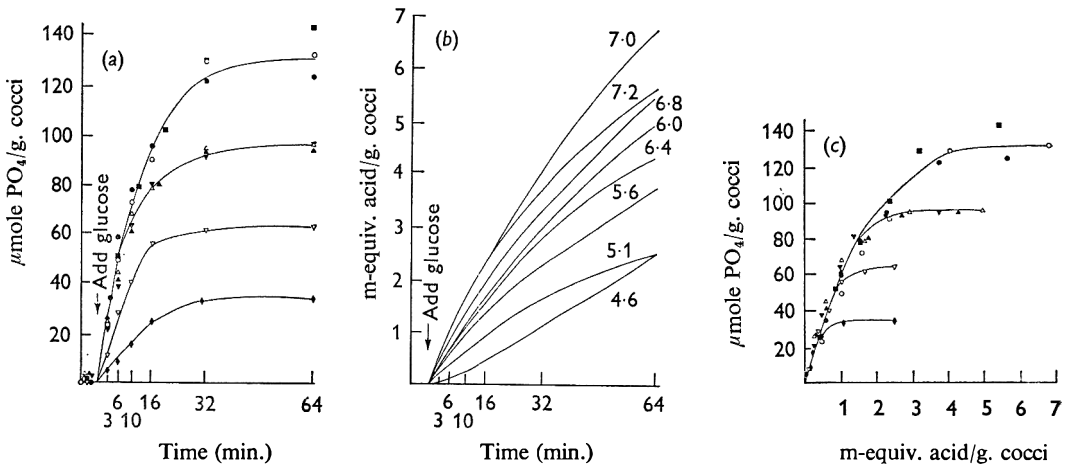 (a)
μmole PO₄/g. cocci
140
120
100
80
60
40
20
Add glucose
3 6 10 16 32 64
Time (min.)
(b)
m-equiv. acid/g. cocci
7
6
5
4
3
2
1
Add glucose
7·0
7·2
6·8
6·0
6·4
5·6
5·1
4·6
3 6 10 16 32 64
Time (min.)
(c)
μmole PO₄/g. cocci
140
120
100
80
60
40
20
1 2 3 4 5 6 7
m-equiv. acid/g. cocci